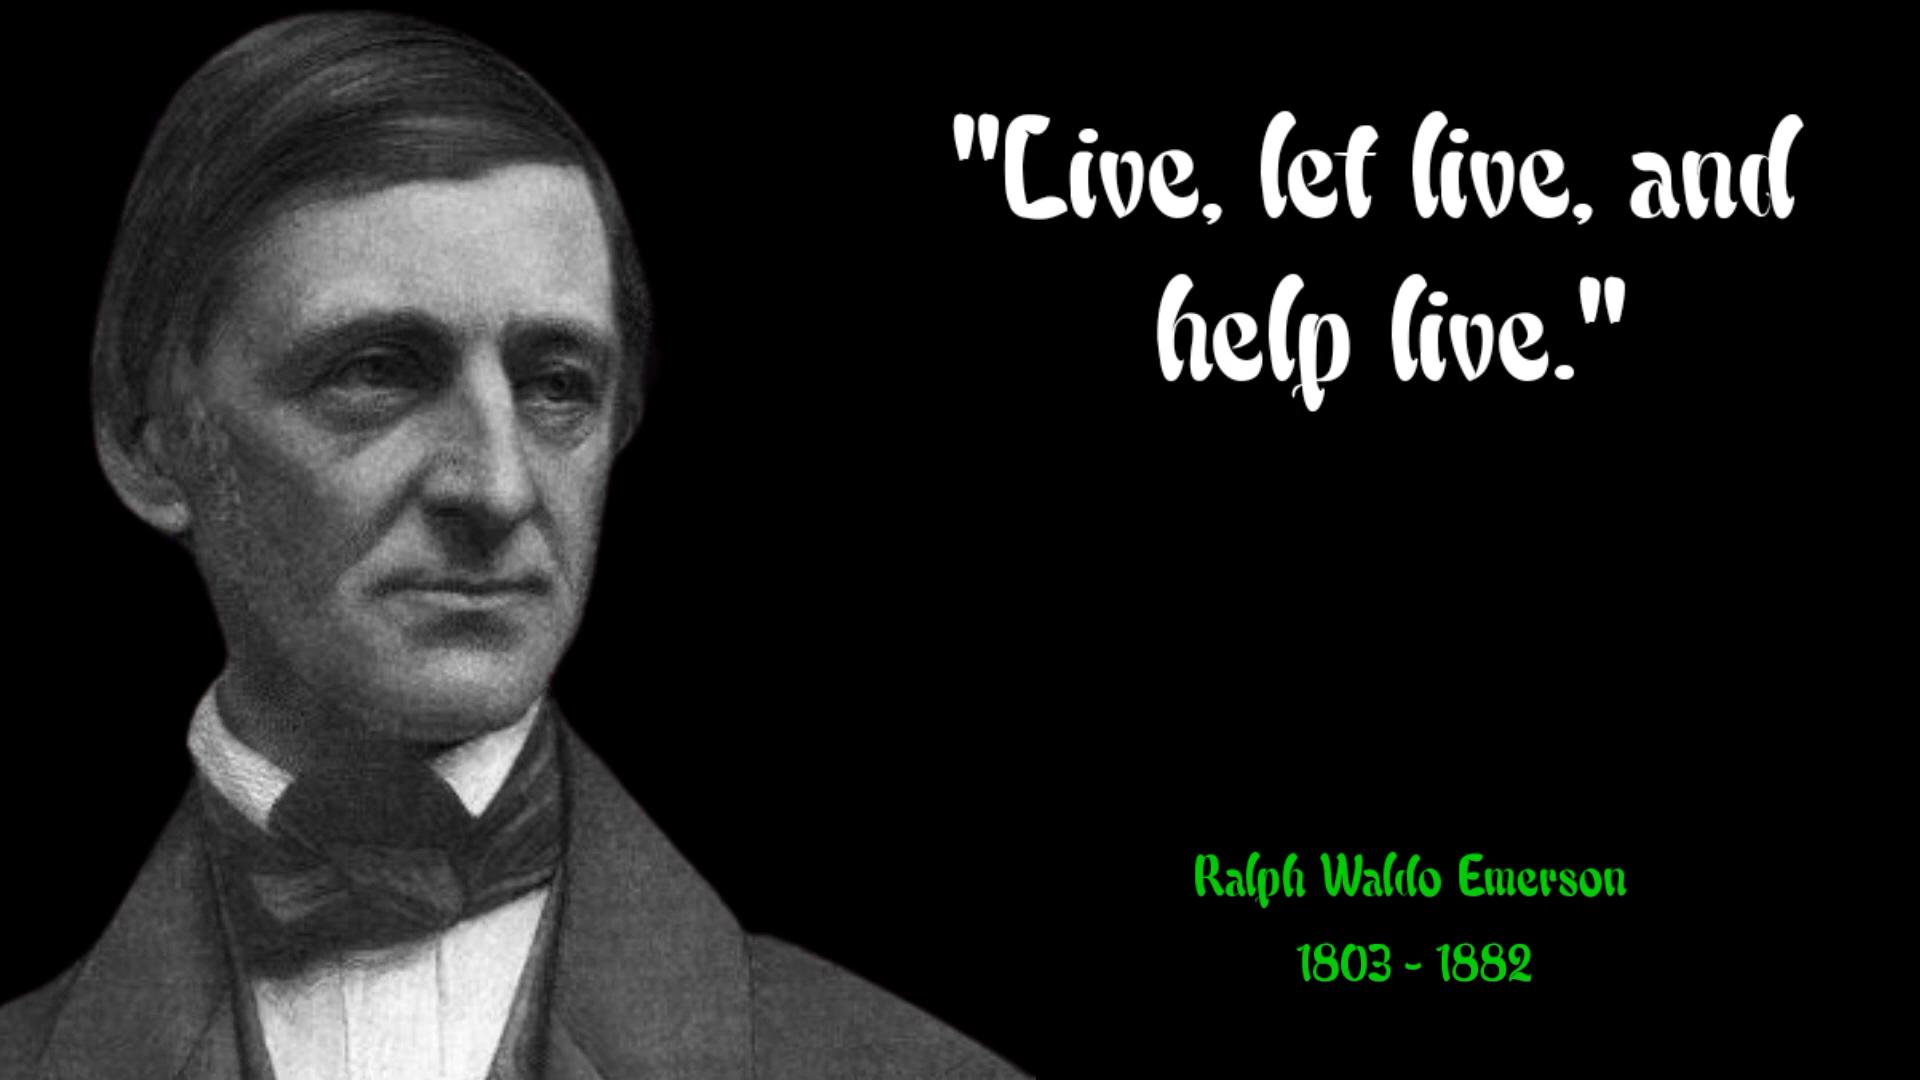 "Live, let live, and
help live."
Ralph Waldo Emerson
1803 - 1882